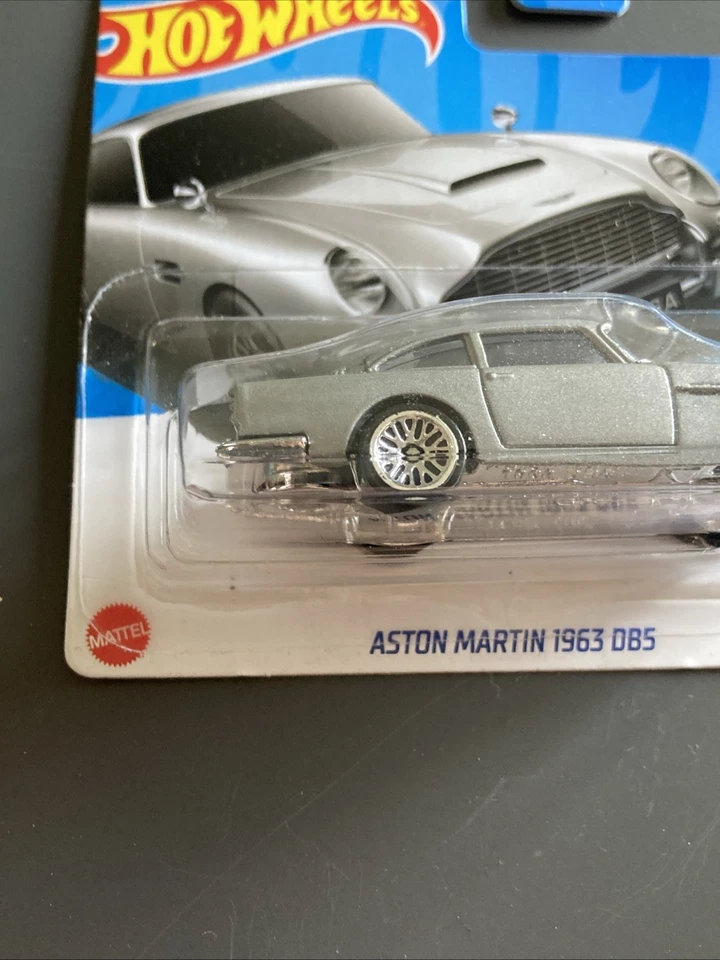 Hot Wheels
MATTEL
ASTON MARTIN 1963 DB5